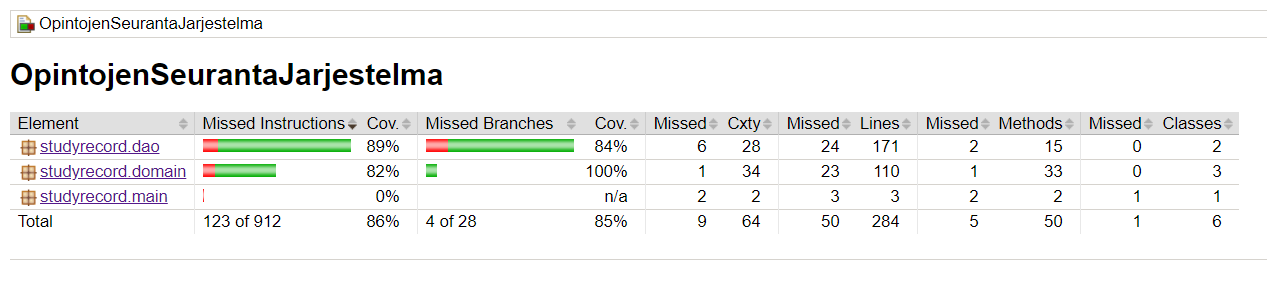 OpintojenSeurantaJarjestelma
OpintojenSeurantaJarjestelma
Element Missed Instructions Cov. Missed Branches Cov. Missed Cxty Missed Lines Missed Methods Missed Classes
studyrecord.dao 89% 84% 6 28 24 171 2 15 0 2
studyrecord.domain 82% 100% 1 34 23 110 1 33 0 3
studyrecord.main 0% n/a 2 2 3 3 2 2 1 1
Total 123 of 912 86% 4 of 28 85% 9 64 50 284 5 50 1 6